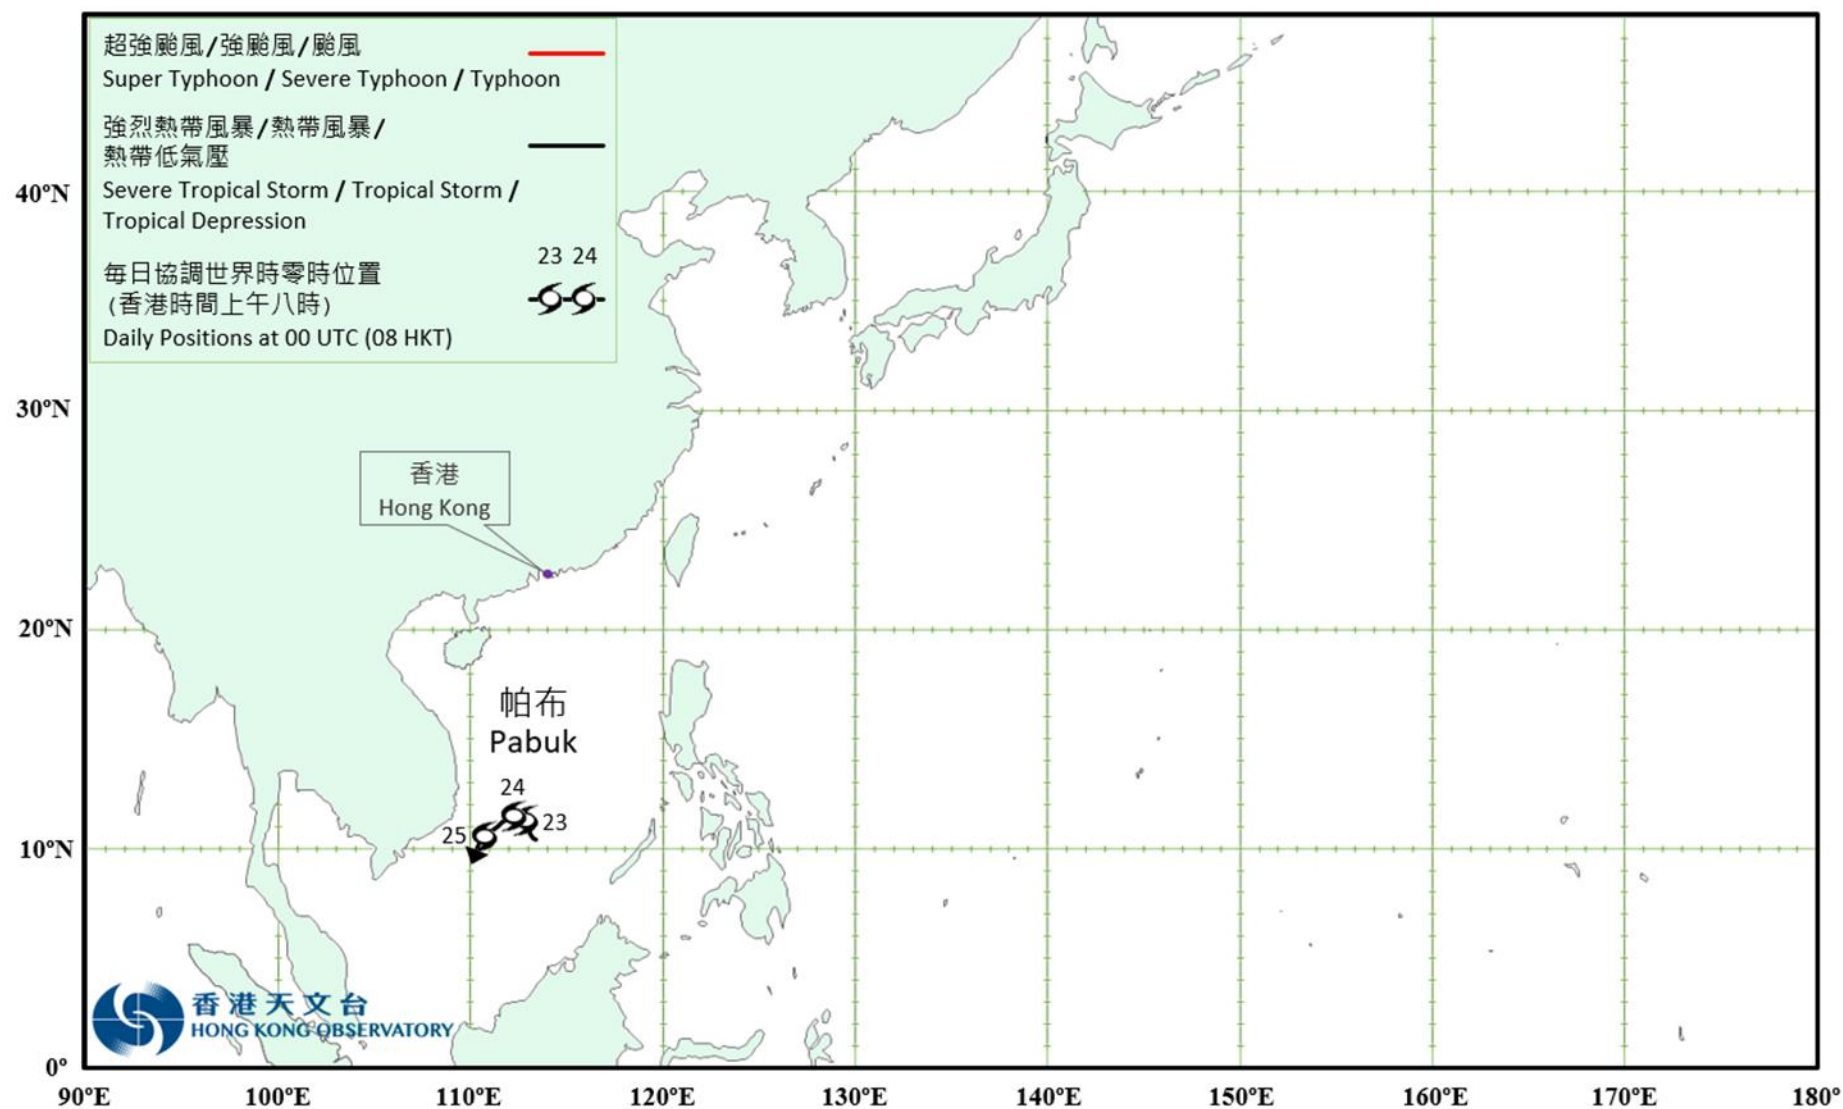 超強颱風/強颱風/颱風
Super Typhoon / Severe Typhoon / Typhoon
強烈熱帶風暴/熱帶風暴/
熱帶低氣壓
Severe Tropical Storm / Tropical Storm /
Tropical Depression
23 24
每日協調世界時零時位置
(香港時間上午八時)
Daily Positions at 00 UTC (08 HKT)
40°N
30°N
香港
Hong Kong
20°N
帕布
Pabuk
24
23
25
10°N
香港天文台
HONG KONG OBSERVATORY
0°
90°E 100°E 110°E 120°E 130°E 140°E 150°E 160°E 170°E 180°